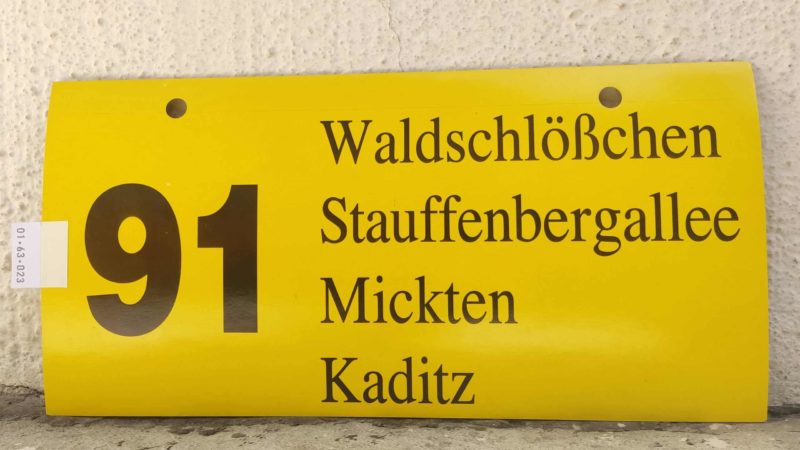 91
Waldschlößchen
Stauffenbergallee
Mickten
Kaditz
01•63•023